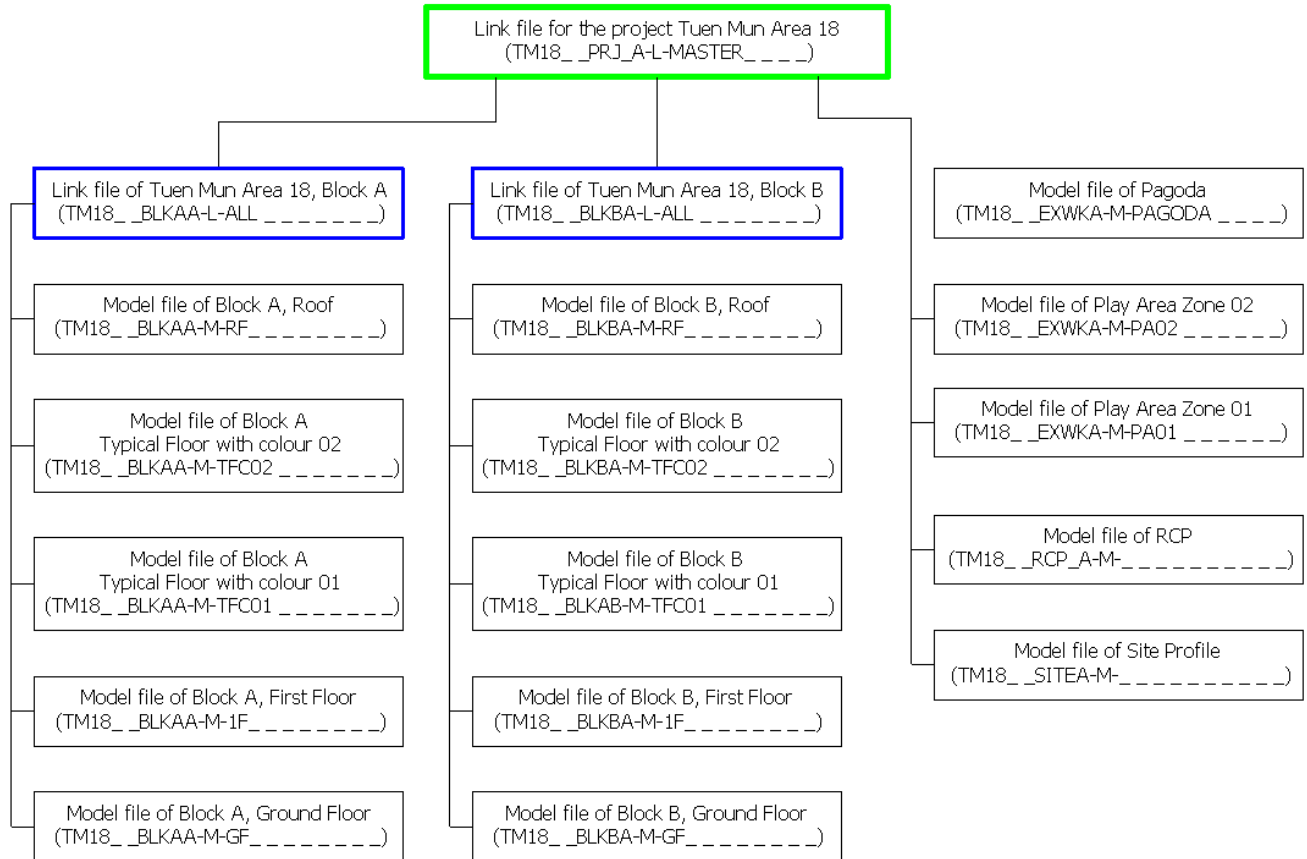 Link file for the project Tuen Mun Area 18
(TM18_ _PRJ_A-L-MASTER_ _ _ _)
Link file of Tuen Mun Area 18, Block A
(TM18_ _BLKAA-L-ALL _ _ _ _ _ _ _)
Model file of Block A, Roof
(TM18_ _BLKAA-M-RF_ _ _ _ _ _ _ _)
Model file of Block A
Typical Floor with colour 02
(TM18_ _BLKAA-M-TFC02 _ _ _ _ _ _ _)
Model file of Block A
Typical Floor with colour 01
(TM18_ _BLKAA-M-TFC01 _ _ _ _ _ _ _)
Model file of Block A, First Floor
(TM18_ _BLKAA-M-1F_ _ _ _ _ _ _ _)
Model file of Block A, Ground Floor
(TM18_ _BLKAA-M-GF_ _ _ _ _ _ _ _)
Link file of Tuen Mun Area 18, Block B
(TM18_ _BLKBA-L-ALL _ _ _ _ _ _ _)
Model file of Block B, Roof
(TM18_ _BLKBA-M-RF_ _ _ _ _ _ _ _)
Model file of Block B
Typical Floor with colour 02
(TM18_ _BLKBA-M-TFC02 _ _ _ _ _ _ _)
Model file of Block B
Typical Floor with colour 01
(TM18_ _BLKAB-M-TFC01 _ _ _ _ _ _ _)
Model file of Block B, First Floor
(TM18_ _BLKBA-M-1F_ _ _ _ _ _ _ _)
Model file of Block B, Ground Floor
(TM18_ _BLKBA-M-GF_ _ _ _ _ _ _ _)
Model file of Pagoda
(TM18_ _EXWKA-M-PAGODA _ _ _ _)
Model file of Play Area Zone 02
(TM18_ _EXWKA-M-PA02 _ _ _ _ _ _)
Model file of Play Area Zone 01
(TM18_ _EXWKA-M-PA01 _ _ _ _ _ _)
Model file of RCP
(TM18_ _RCP_A-M-_ _ _ _ _ _ _ _ _ _)
Model file of Site Profile
(TM18_ _SITEA-M-_ _ _ _ _ _ _ _ _ _)